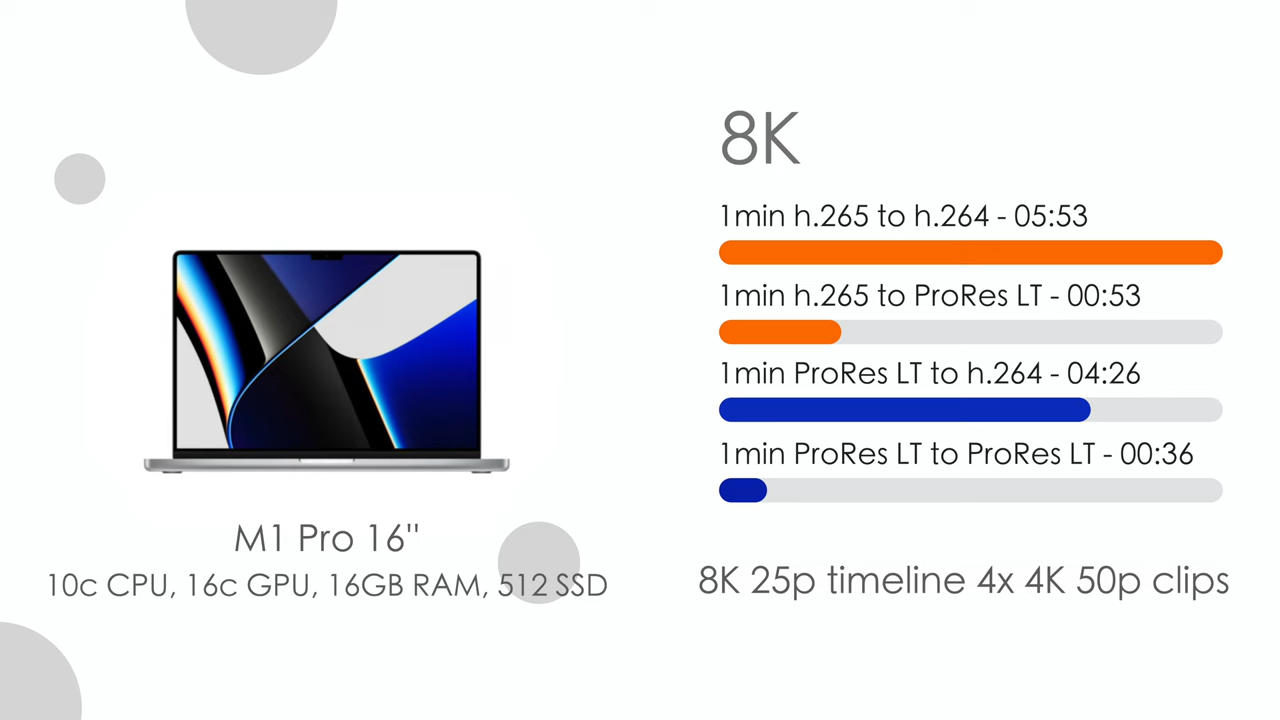 8K
1min h.265 to h.264 - 05:53
1min h.265 to ProRes LT - 00:53
1min ProRes LT to h.264 - 04:26
1min ProRes LT to ProRes LT - 00:36
M1 Pro 16"
10c CPU, 16c GPU, 16GB RAM, 512 SSD
8K 25p timeline 4x 4K 50p clips